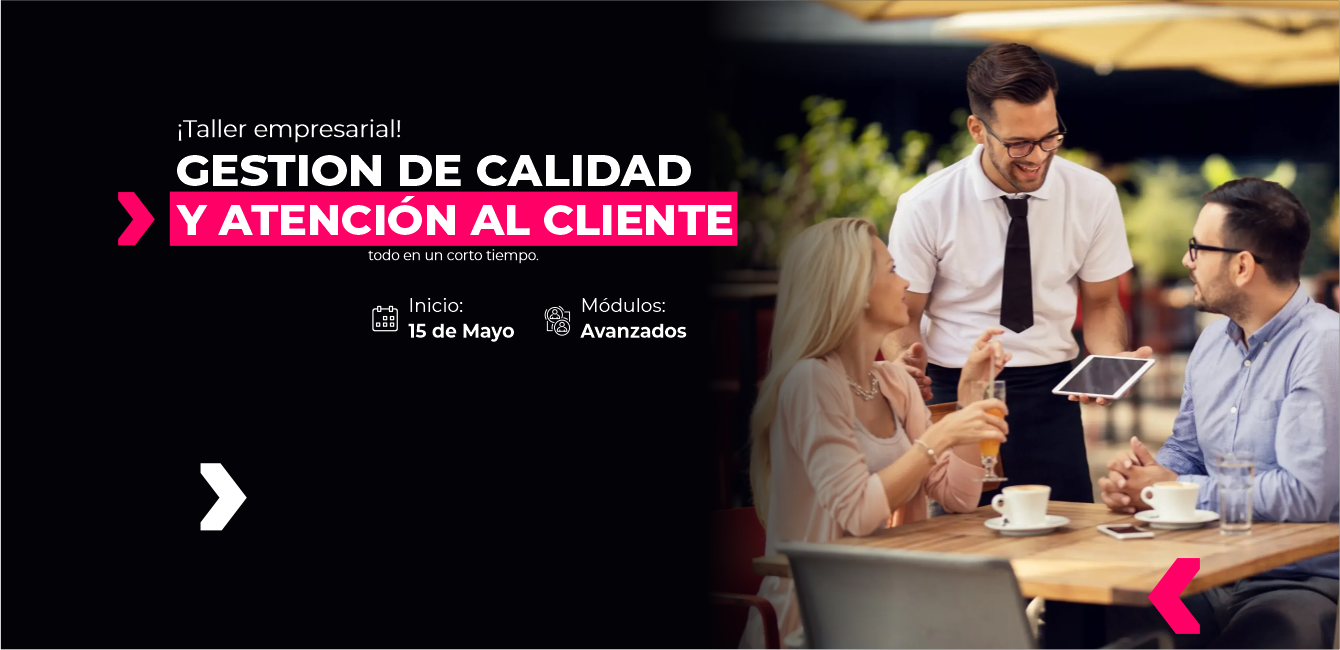 ¡Taller empresarial!
GESTION DE CALIDAD
Y ATENCIÓN AL CLIENTE
todo en un corto tiempo.
Inicio:
15 de Mayo
Módulos:
Avanzados